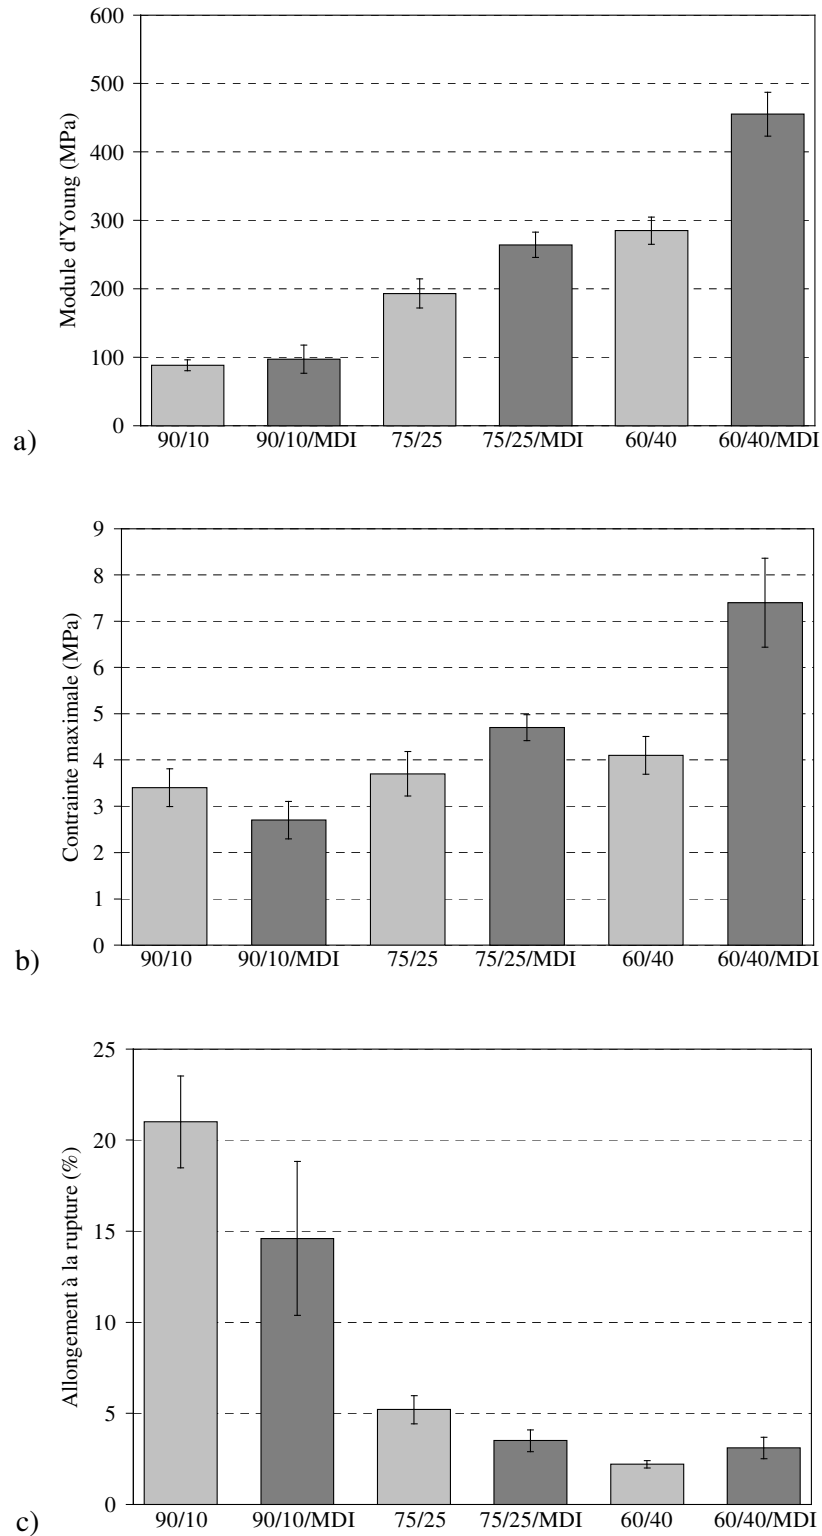 600
500
400
300
200
100
0
Module d'Young (MPa)
90/10 90/10/MDI 75/25 75/25/MDI 60/40 60/40/MDI
a)
9
8
7
6
5
4
3
2
1
0
Contrainte maximale (MPa)
90/10 90/10/MDI 75/25 75/25/MDI 60/40 60/40/MDI
b)
25
20
15
10
5
0
Allongement à la rupture (%)
90/10 90/10/MDI 75/25 75/25/MDI 60/40 60/40/MDI
c)